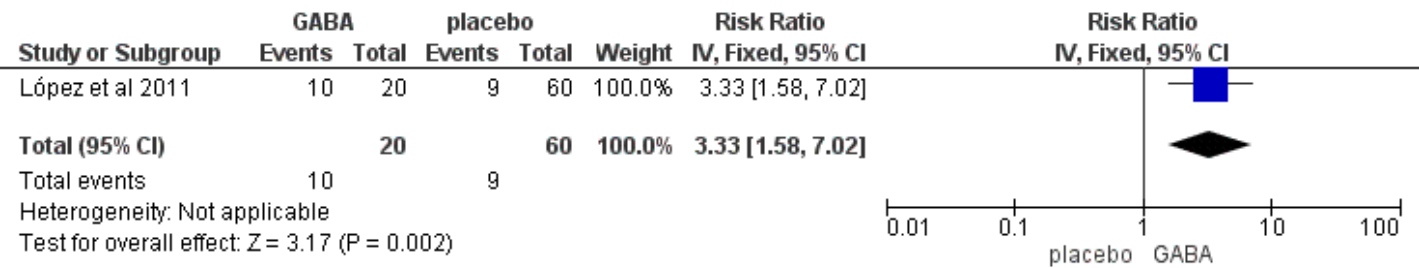 GABA placebo Risk Ratio Risk Ratio
Study or Subgroup Events Total Events Total Weight IV, Fixed, 95% CI IV, Fixed, 95% CI
López et al 2011 10 20 9 60 100.0% 3.33 [1.58, 7.02]
Total (95% CI) 20 60 100.0% 3.33 [1.58, 7.02]
Total events 10 9
Heterogeneity: Not applicable
Test for overall effect: Z = 3.17 (P = 0.002)
0.01 0.1 1 10 100
placebo GABA